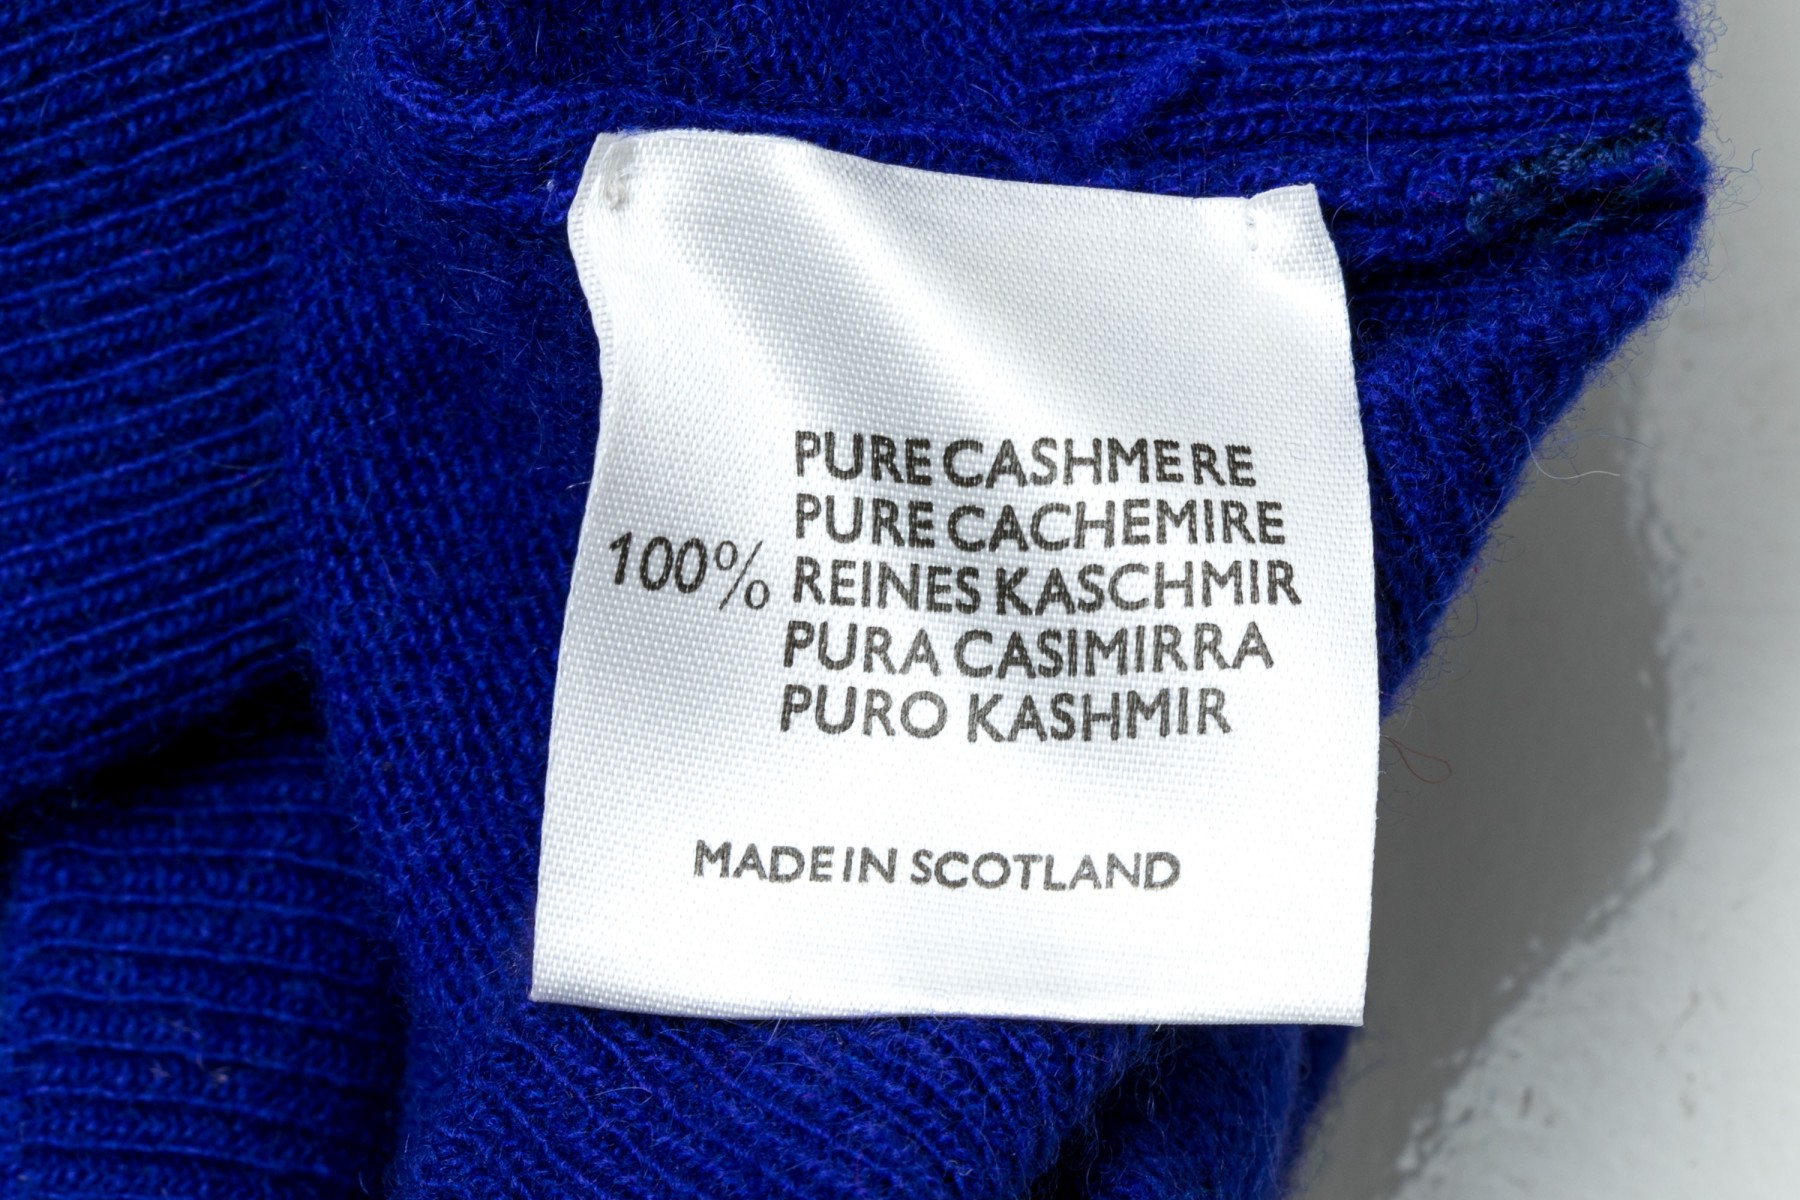 PURE CASHMERE
PURE CACHEMIRE
100% REINES KASCHMIR
PURA CASIMIRRA
PURO KASHMIR
MADE IN SCOTLAND